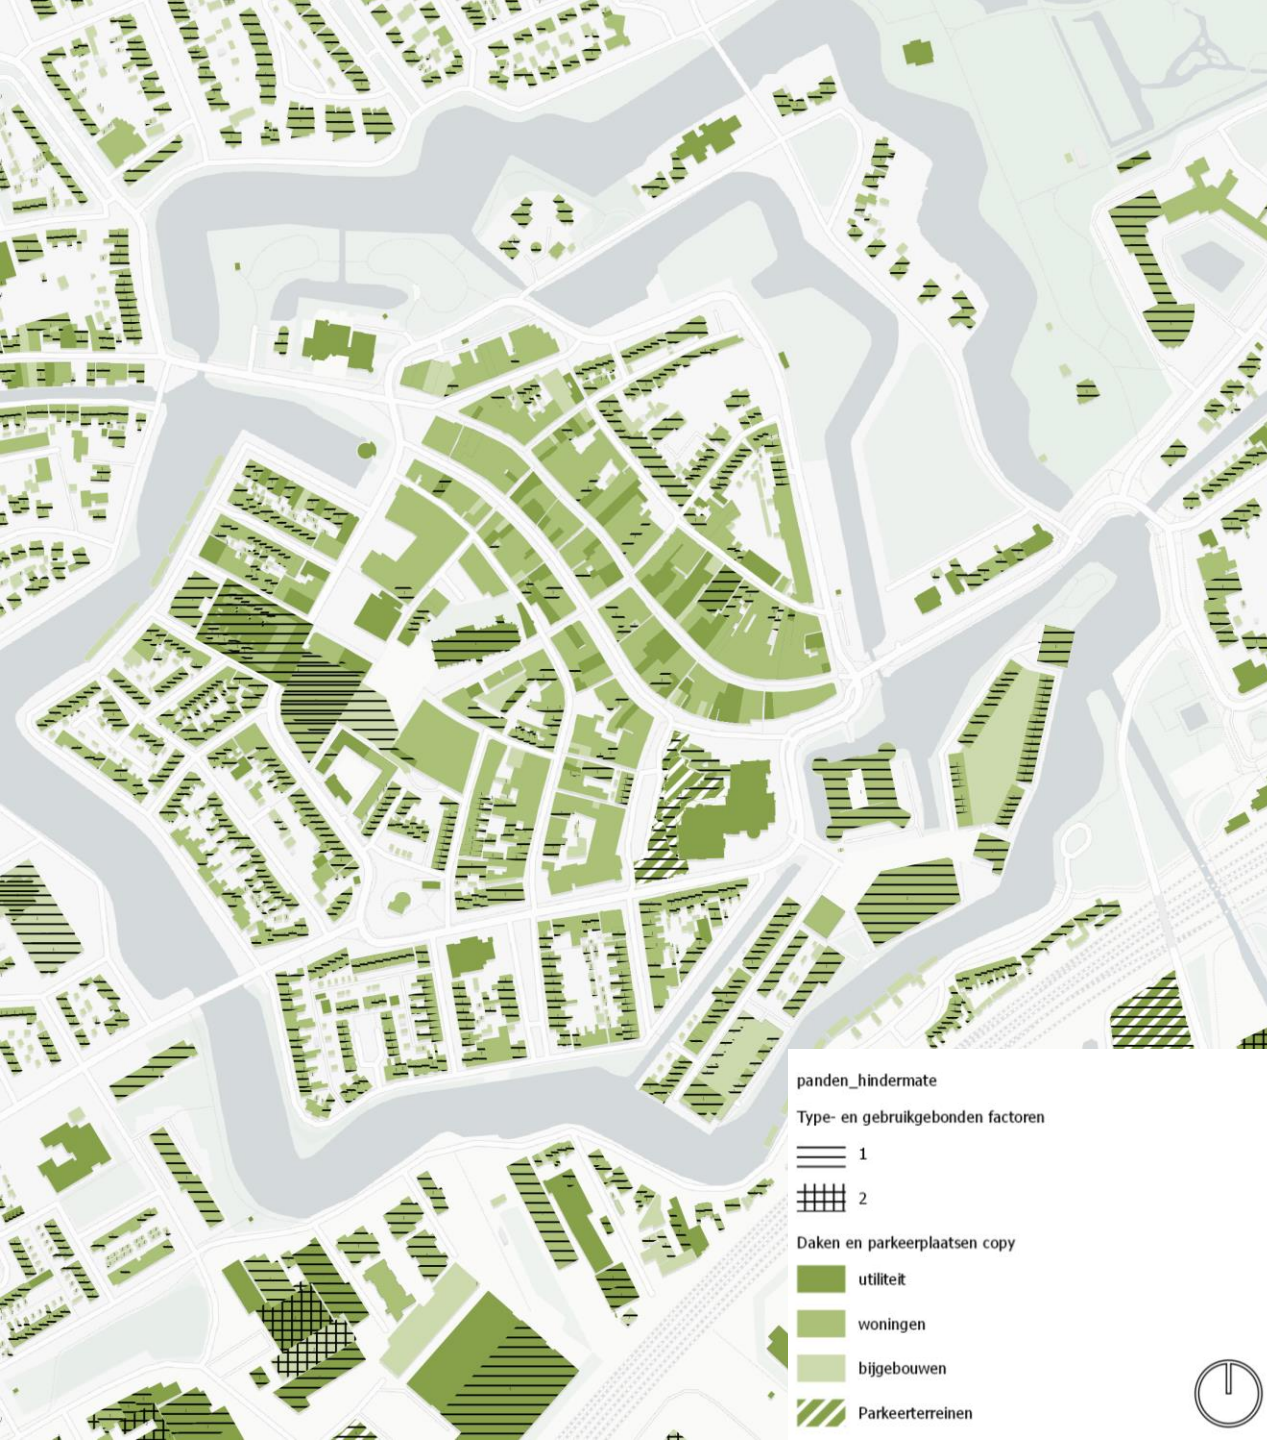 panden_hindermate
Type- en gebruikgebonden factoren
1
2
Daken en parkeerplaatsen copy
utiliteit
woningen
bijgebouwen
Parkeerterreinen